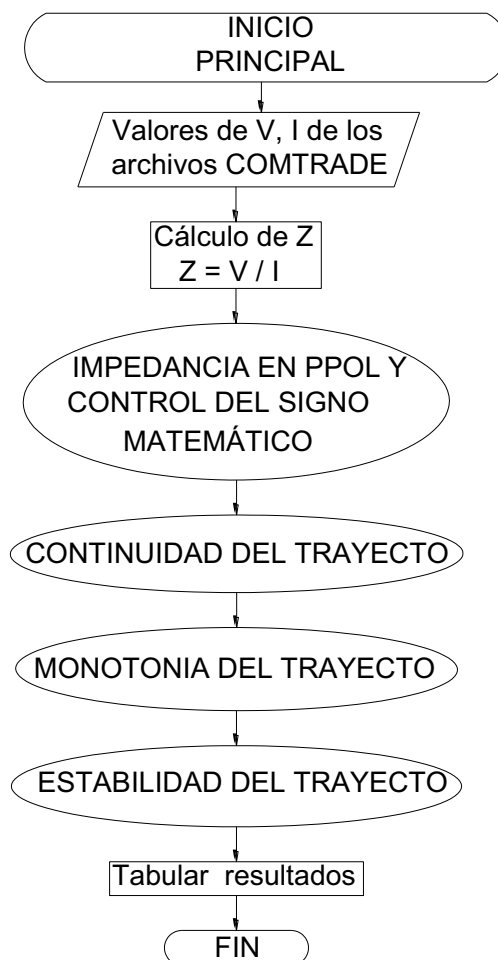 INICIO
PRINCIPAL
Valores de V, I de los
archivos COMTRADE
Cálculo de Z
Z = V / I
IMPEDANCIA EN PPOL Y
CONTROL DEL SIGNO
MATEMÁTICO
CONTINUIDAD DEL TRAYECTO
MONOTONIA DEL TRAYECTO
ESTABILIDAD DEL TRAYECTO
Tabular resultados
FIN